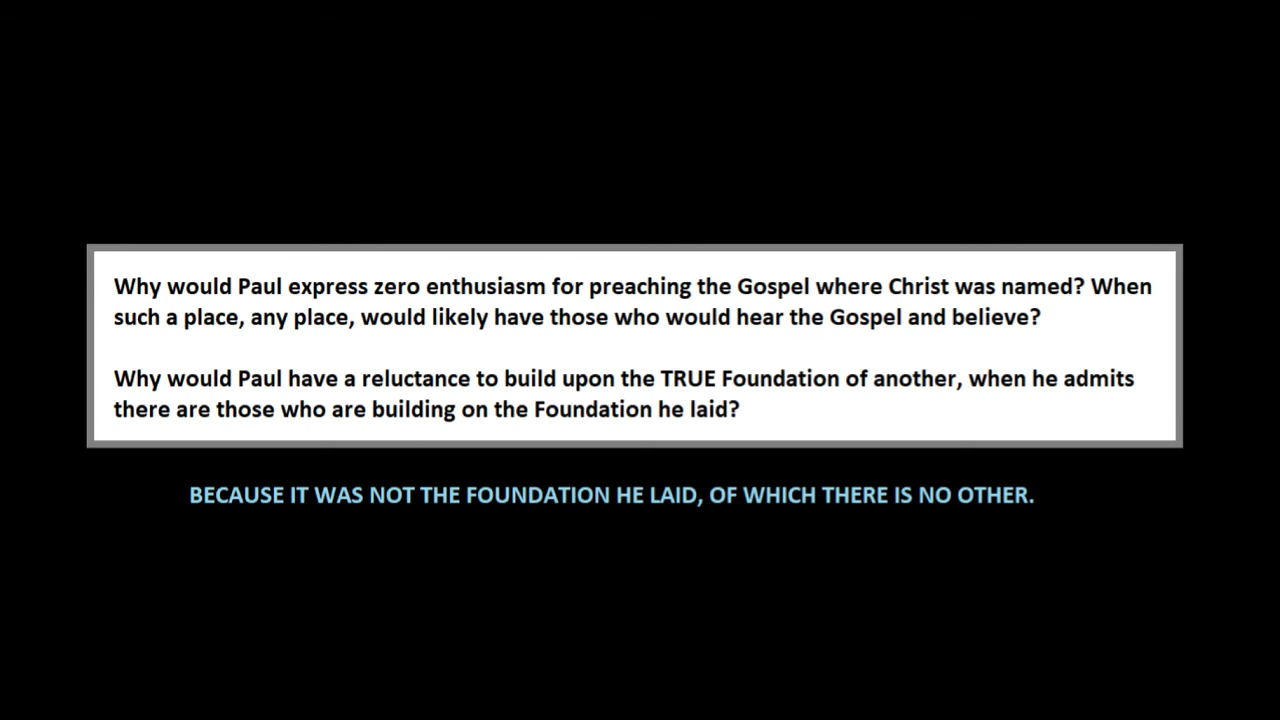 Why would Paul express zero enthusiasm for preaching the Gospel where Christ was named? When
such a place, any place, would likely have those who would hear the Gospel and believe?
Why would Paul have a reluctance to build upon the TRUE Foundation of another, when he admits
there are those who are building on the Foundation he laid?
BECAUSE IT WAS NOT THE FOUNDATION HE LAID, OF WHICH THERE IS NO OTHER.